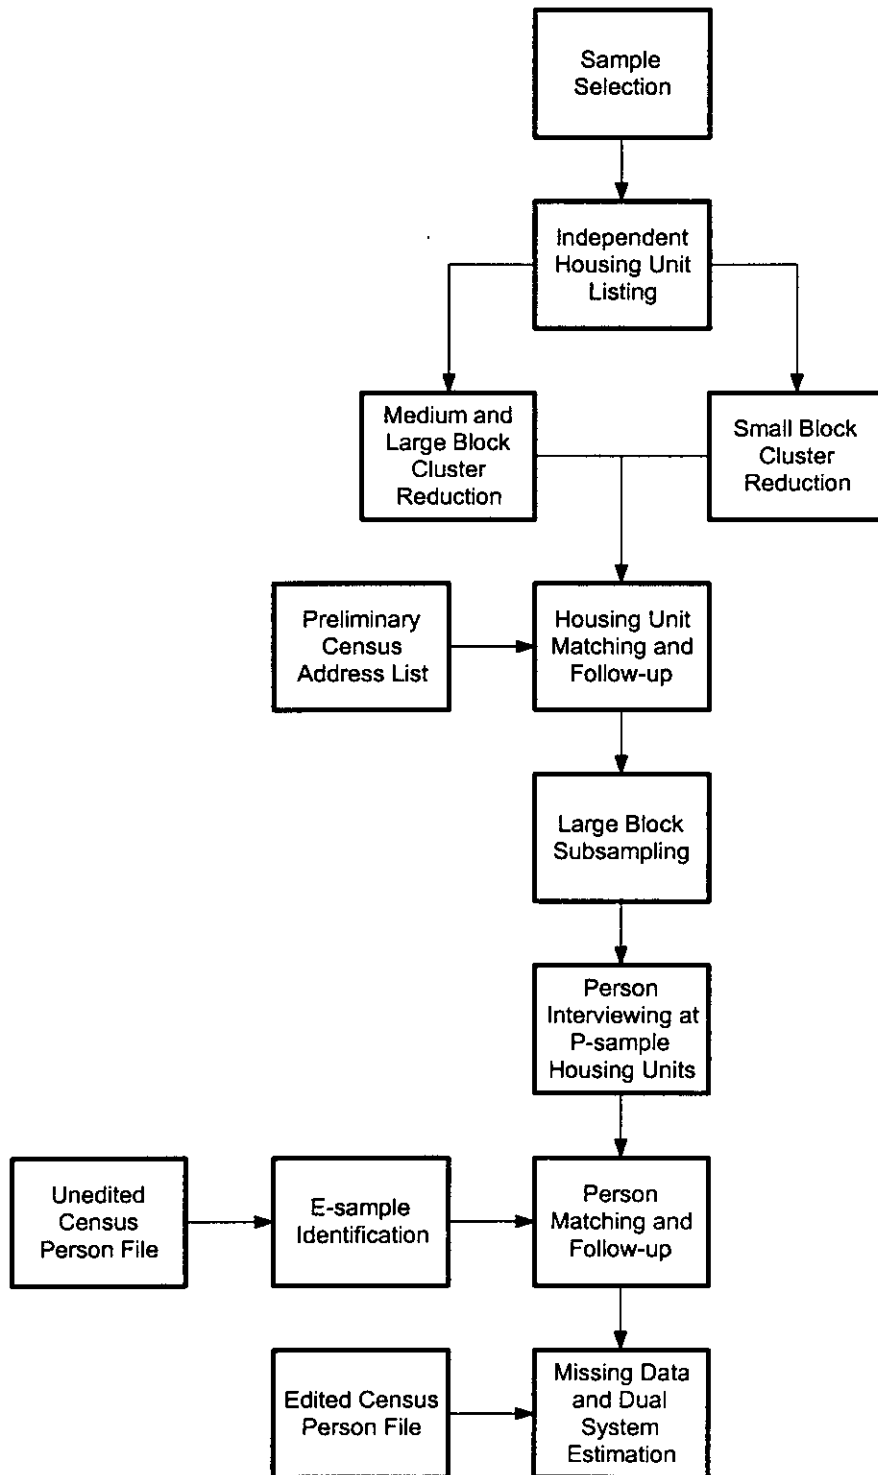 Sample
Selection
Independent
Housing Unit
Listing
Medium and
Large Block
Cluster
Reduction
Small Block
Cluster
Reduction
Preliminary
Census
Address List
Housing Unit
Matching and
Follow-up
Large Block
Subsampling
Person
Interviewing at
P-sample
Housing Units
Unedited
Census
Person File
E-sample
Identification
Person
Matching and
Follow-up
Edited Census
Person File
Missing Data
and Dual
System
Estimation